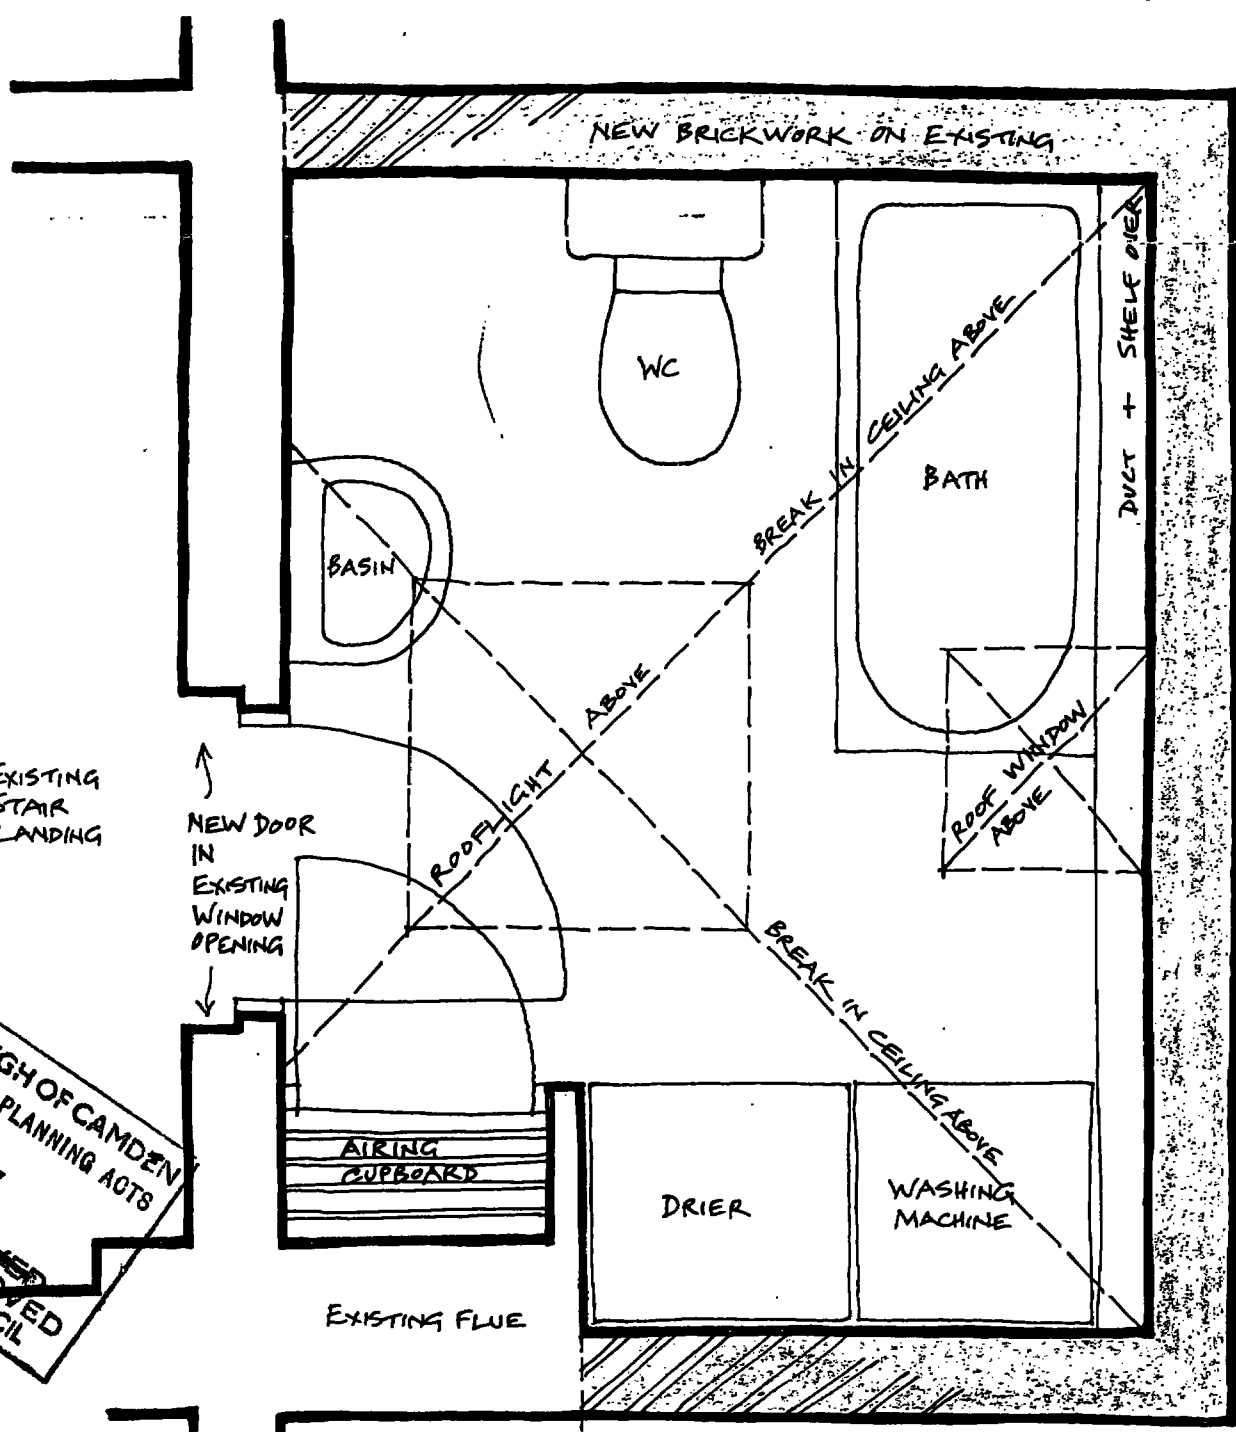 NEW BRICKWORK ON EXISTING
DUCT + SHELF OVER
WC
BREAK IN CEILING ABOVE
BATH
BASIN
ROOFLIGHT ABOVE
ROOF WINDOW
ABOVE
EXISTING
STAIR
LANDING
NEW DOOR
IN
EXISTING
WINDOW
OPENING
BREAK IN CEILING ABOVE
GH OF CAMDEN
PLANNING ACTS
VED
CIL
AIRING
CUPBOARD
DRIER
WASHING
MACHINE
EXISTING FLUE